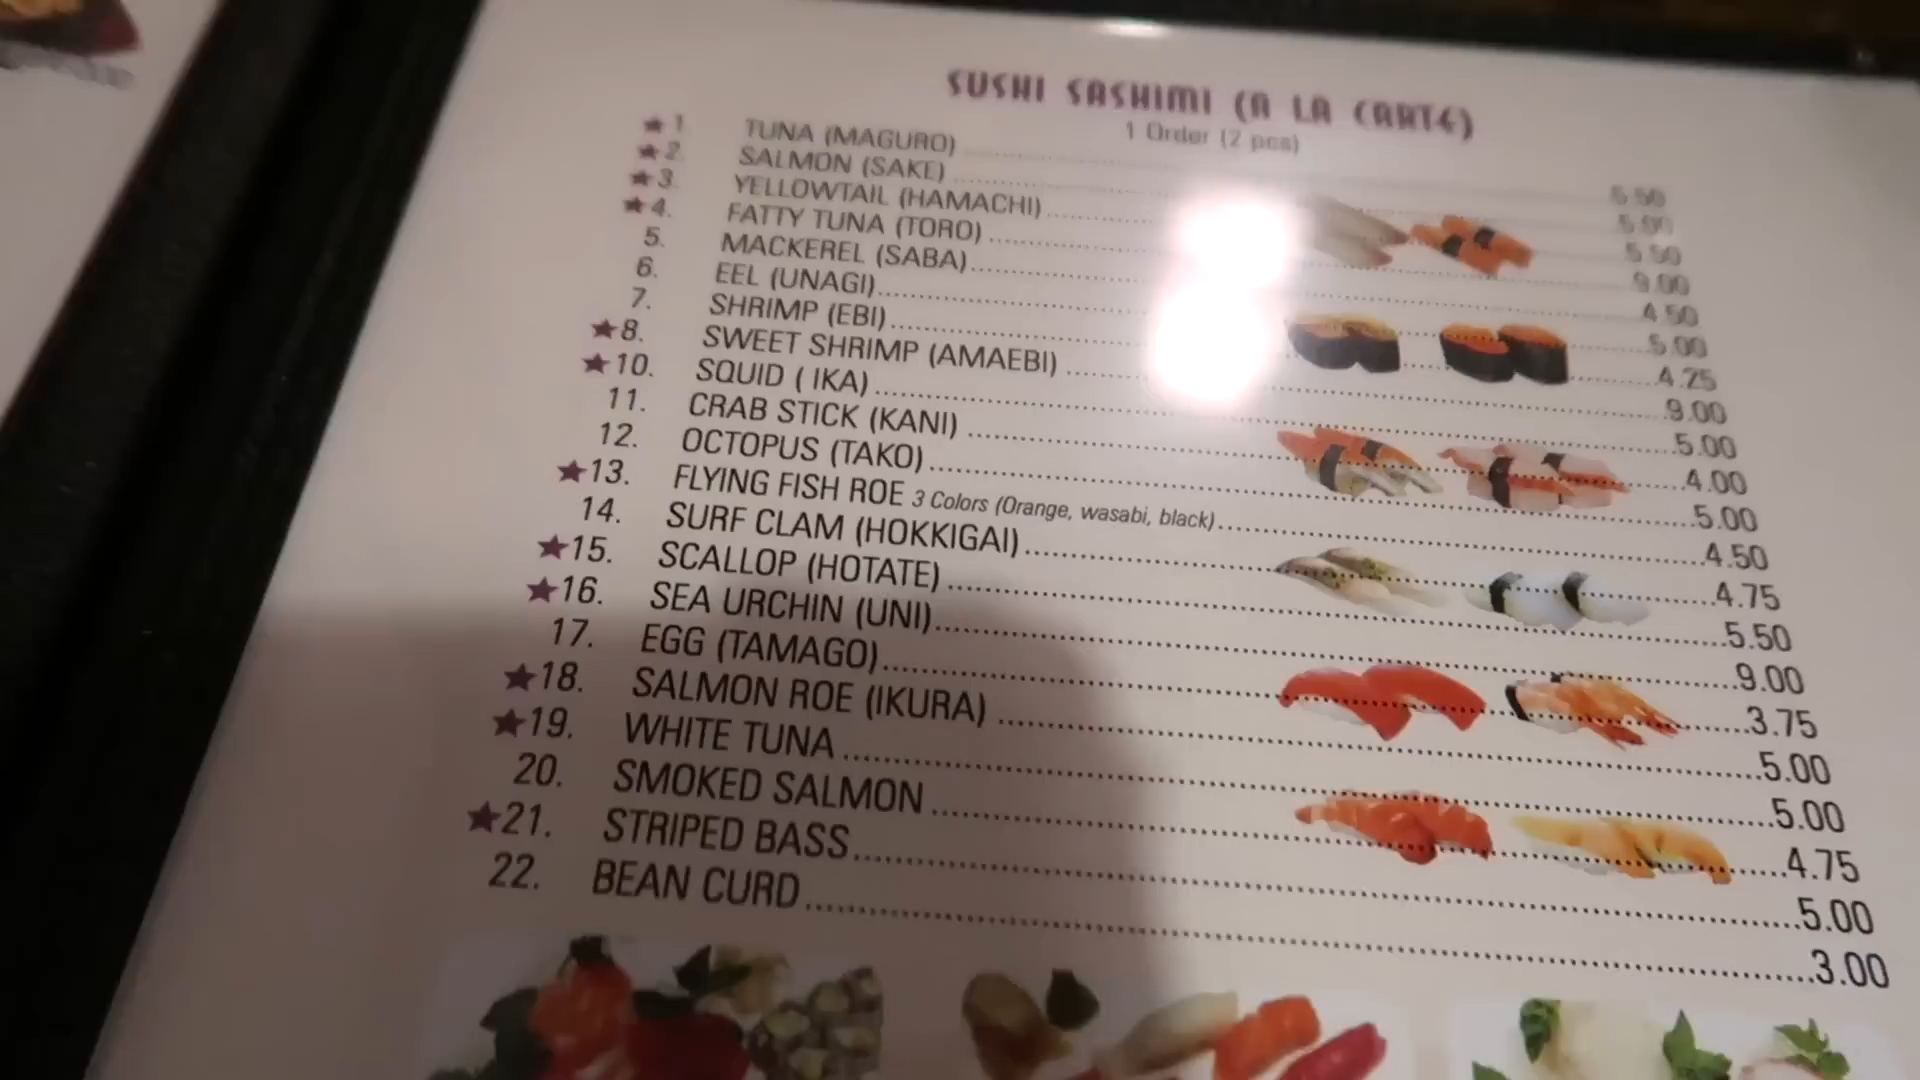 SUSHI SASHIMI (A LA CARTE)
1 Order (2 pcs)
★1. TUNA (MAGURO) 5.50
★2. SALMON (SAKE) 5.00
★3. YELLOWTAIL (HAMACHI) 5.50
★4. FATTY TUNA (TORO) 9.00
5. MACKEREL (SABA) 4.50
6. EEL (UNAGI) 5.00
7. SHRIMP (EBI) 4.25
★8. SWEET SHRIMP (AMAEBI) 9.00
★10. SQUID ( IKA) 5.00
11. CRAB STICK (KANI) 4.00
12. OCTOPUS (TAKO) 5.00
★13. FLYING FISH ROE 3 Colors (Orange, wasabi, black) 4.50
14. SURF CLAM (HOKKIGAI) 4.75
★15. SCALLOP (HOTATE) 5.50
★16. SEA URCHIN (UNI) 9.00
17. EGG (TAMAGO) 3.75
★18. SALMON ROE (IKURA) 5.00
★19. WHITE TUNA 5.00
20. SMOKED SALMON 4.75
★21. STRIPED BASS 5.00
22. BEAN CURD 3.00